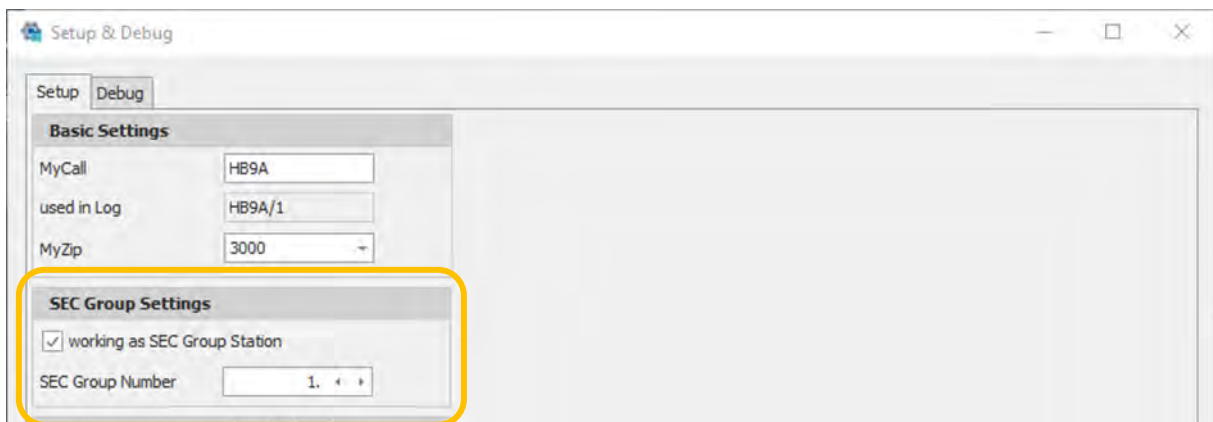 Setup & Debug
Setup Debug
Basic Settings
MyCall HB9A
used in Log HB9A/1
MyZip 3000
SEC Group Settings
working as SEC Group Station
SEC Group Number 1.